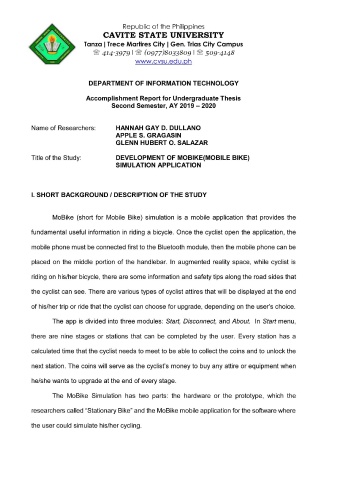 Republic of the Philippines
CAVITE STATE UNIVERSITY
Tanza | Trece Martires City | Gen. Trias City Campus
☏ 414-3979 | ☏ (0977)8033809 | ☏ 509-4148
www.cvsu.edu.ph
DEPARTMENT OF INFORMATION TECHNOLOGY
Accomplishment Report for Undergraduate Thesis
Second Semester, AY 2019 – 2020
Name of Researchers: HANNAH GAY D. DULLANO
APPLE S. GRAGASIN
GLENN HUBERT O. SALAZAR
Title of the Study: DEVELOPMENT OF MOBIKE(MOBILE BIKE)
SIMULATION APPLICATION
I. SHORT BACKGROUND / DESCRIPTION OF THE STUDY
MoBike (short for Mobile Bike) simulation is a mobile application that provides the
fundamental useful information in riding a bicycle. Once the cyclist open the application, the
mobile phone must be connected first to the Bluetooth module, then the mobile phone can be
placed on the middle portion of the handlebar. In augmented reality space, while cyclist is
riding on his/her bicycle, there are some information and safety tips along the road sides that
the cyclist can see. There are various types of cyclist attires that will be displayed at the end
of his/her trip or ride that the cyclist can choose for upgrade, depending on the user's choice.
The app is divided into three modules: Start, Disconnect, and About. In Start menu,
there are nine stages or stations that can be completed by the user. Every station has a
calculated time that the cyclist needs to meet to be able to collect the coins and to unlock the
next station. The coins will serve as the cyclist's money to buy any attire or equipment when
he/she wants to upgrade at the end of every stage.
The MoBike Simulation has two parts: the hardware or the prototype, which the
researchers called "Stationary Bike" and the MoBike mobile application for the software where
the user could simulate his/her cycling.